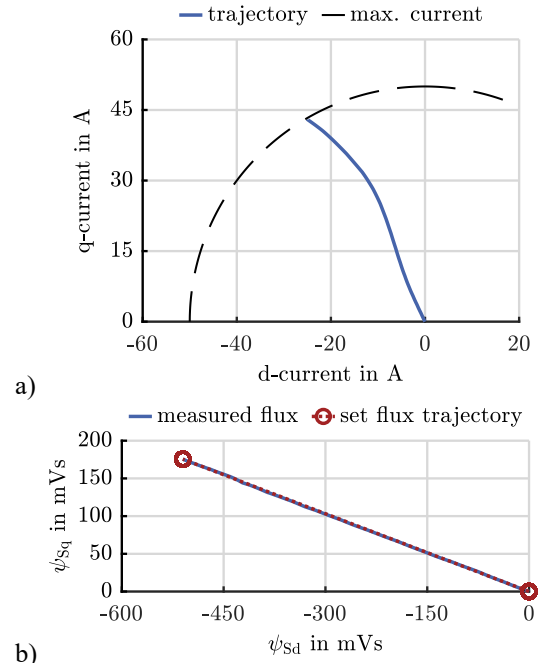 trajectory max. current
60
45
30
15
0
q-current in A
-60 -40 -20 0 20
d-current in A
a)
measured flux set flux trajectory
200
150
100
50
0
ψSq in mVs
-600 -450 -300 -150 0
ψSd in mVs
b)